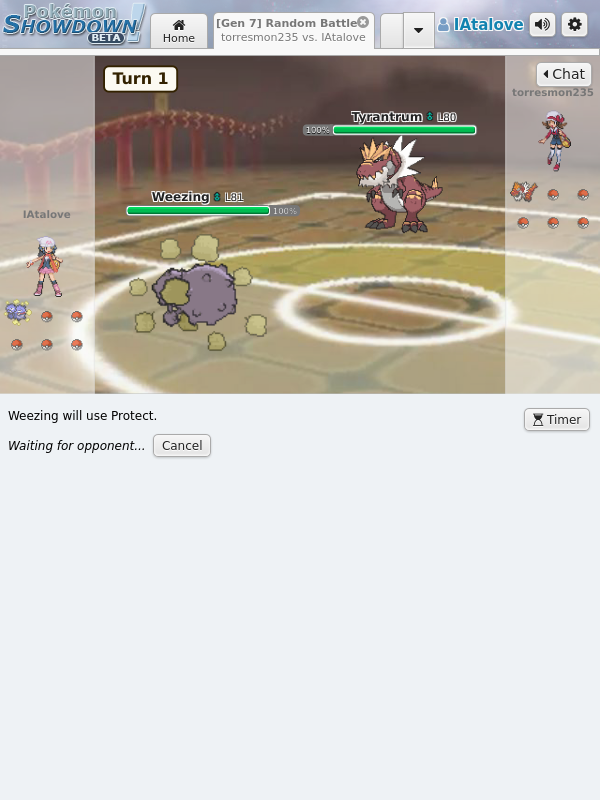 Pokémon
SHOWDOWN!
BETA
Home
[Gen 7] Random Battle
torresmon235 vs. IAtalove
IAtalove
Turn 1
Chat
torresmon235
Tyrantrum L80
100%
Weezing L81
100%
IAtalove
Weezing will use Protect.
Timer
Waiting for opponent... Cancel